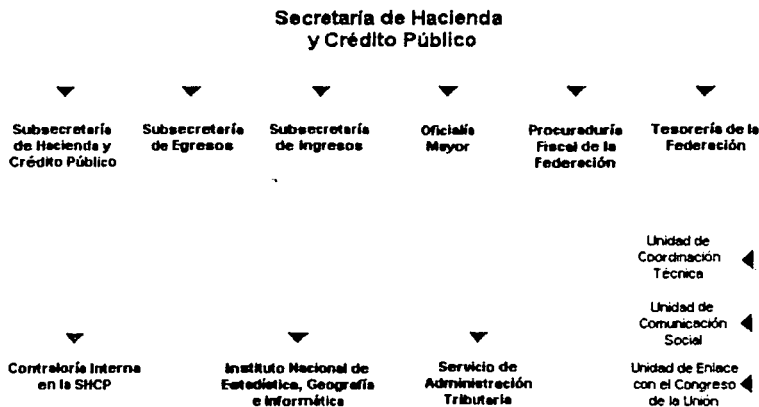 Secretaría de Hacienda
y Crédito Público
Subsecretaría
de Hacienda y
Crédito Público
Subsecretaría
de Egresos
Subsecretaría
de Ingresos
Oficialía
Mayor
Procuraduría
Fiscal de la
Federación
Tesorería de la
Federación
Unidad de
Coordinación
Técnica
Unidad de
Comunicación
Social
Contraloría Interna
en la SHCP
Instituto Nacional de
Estadística, Geografía
e Informática
Servicio de
Administración
Tributaria
Unidad de Enlace
con el Congreso
de la Unión